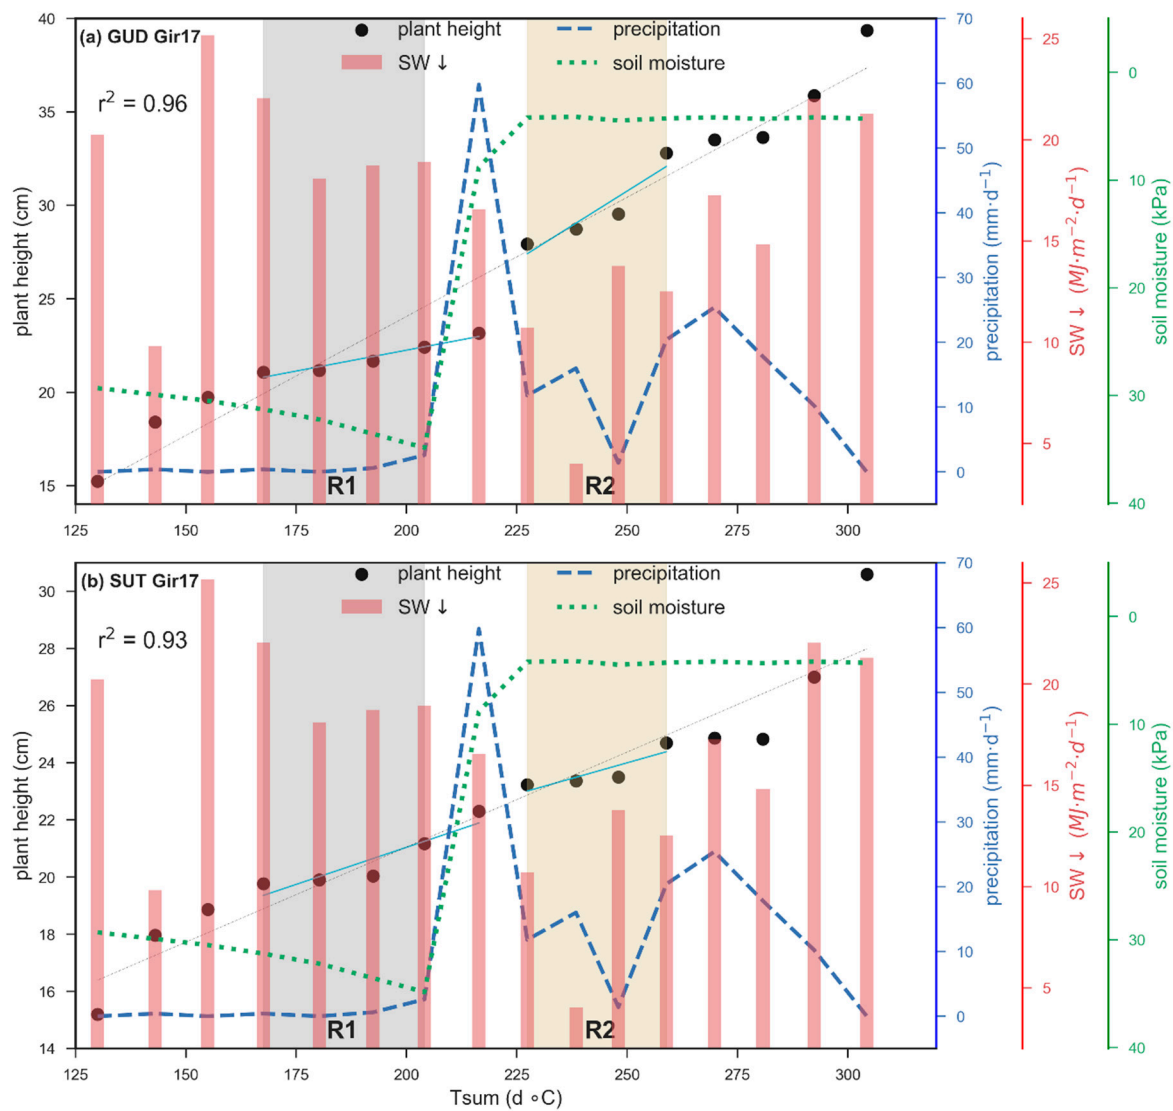 (a) GUD Gir17
plant height
precipitation
SW ↓
soil moisture
r² = 0.96
R1
R2
40
35
30
25
20
15
plant height (cm)
125
150
175
200
225
250
275
300
70
60
50
40
30
20
10
0
precipitation (mm·d⁻¹)
25
20
15
10
5
SW ↓ (MJ·m⁻²·d⁻¹)
0
10
20
30
40
soil moisture (kPa)
(b) SUT Gir17
plant height
precipitation
SW ↓
soil moisture
r² = 0.93
R1
R2
30
28
26
24
22
20
18
16
14
plant height (cm)
125
150
175
200
225
250
275
300
Tsum (d ∘C)
70
60
50
40
30
20
10
0
precipitation (mm·d⁻¹)
25
20
15
10
5
SW ↓ (MJ·m⁻²·d⁻¹)
0
10
20
30
40
soil moisture (kPa)